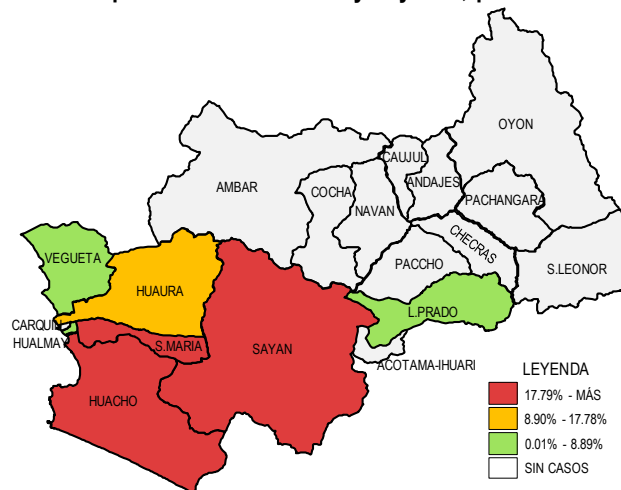 OYON
CAUJUL
ANDAJES
AMBAR
COCHA
NAVAN
PACHANGARA
CHECRAS
VEGUETA
PACCHO
S.LEONOR
HUAURA
L.PRADO
CARQUIN
HUALMAY
S.MARIA
SAYAN
ACOTAMA-IHUARI
HUACHO
LEYENDA
17.79% - MÁS
8.90% - 17.78%
0.01% - 8.89%
SIN CASOS